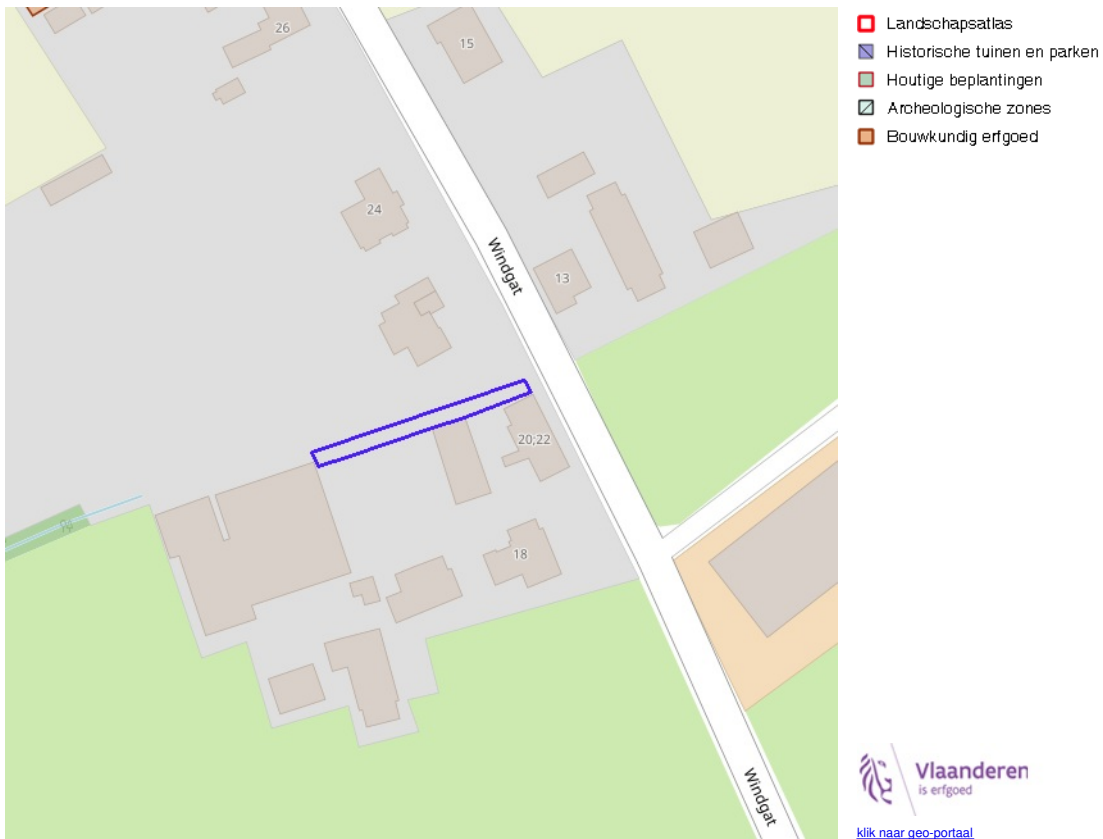 26
15
24
Windgat
13
20;22
18
Windgat
Landschapsatlas
Historische tuinen en parken
Houtige beplantingen
Archeologische zones
Bouwkundig erfgoed
Vlaanderen
is erfgoed
klik naar geo-portaal